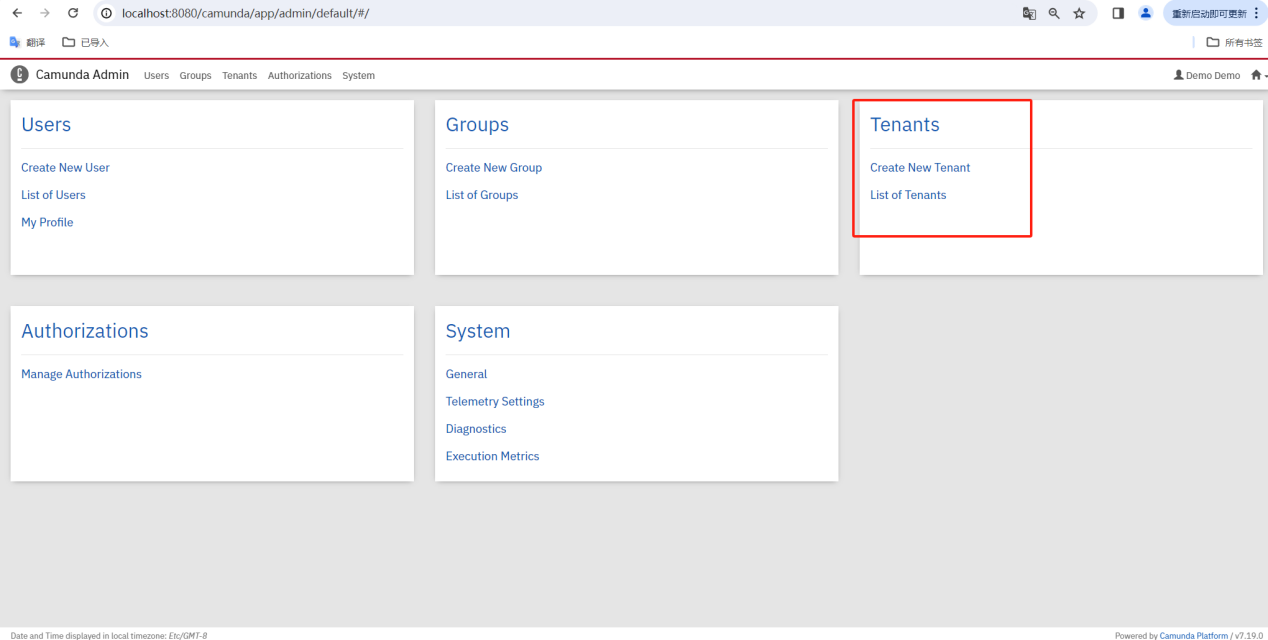 localhost:8080/camunda/app/admin/default/#/
重新启动即可更新
翻译 已导入 所有书签
Camunda Admin Users Groups Tenants Authorizations System Demo Demo
Users
Create New User
List of Users
My Profile
Groups
Create New Group
List of Groups
Tenants
Create New Tenant
List of Tenants
Authorizations
Manage Authorizations
System
General
Telemetry Settings
Diagnostics
Execution Metrics
Date and Time displayed in local timezone: Etc/GMT-8
Powered by Camunda Platform / v7.19.0